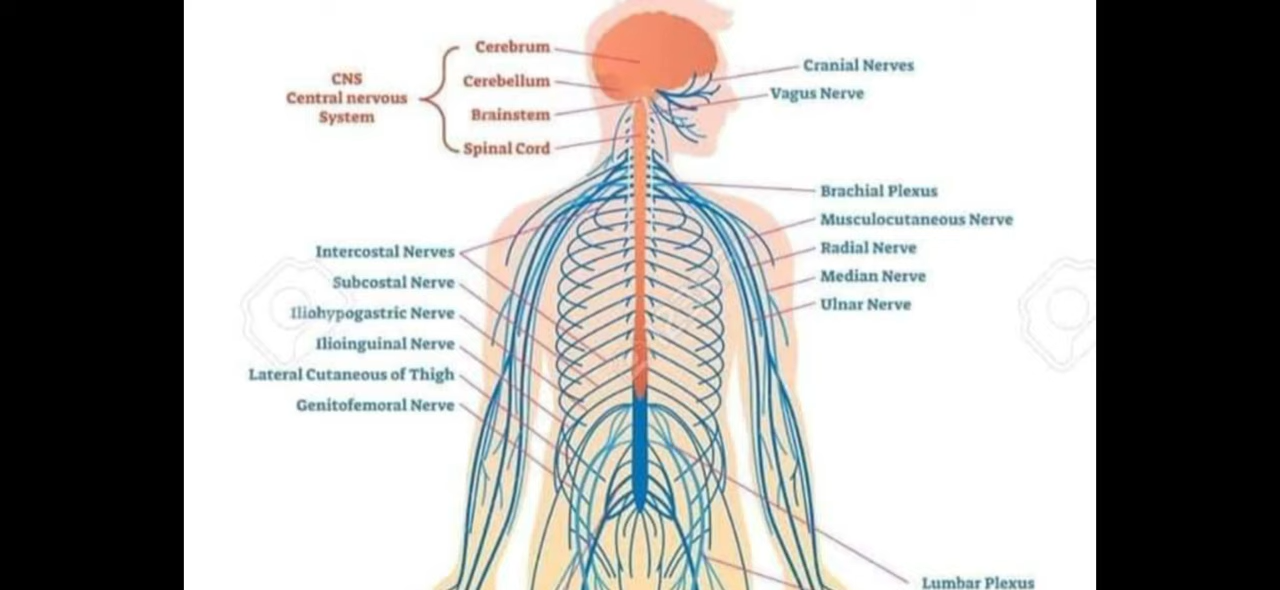 CNS
Central nervous
System
Cerebrum
Cerebellum
Brainstem
Spinal Cord
Cranial Nerves
Vagus Nerve
Brachial Plexus
Musculocutaneous Nerve
Radial Nerve
Median Nerve
Ulnar Nerve
Intercostal Nerves
Subcostal Nerve
Iliohypogastric Nerve
Ilioinguinal Nerve
Lateral Cutaneous of Thigh
Genitofemoral Nerve
Lumbar Plexus